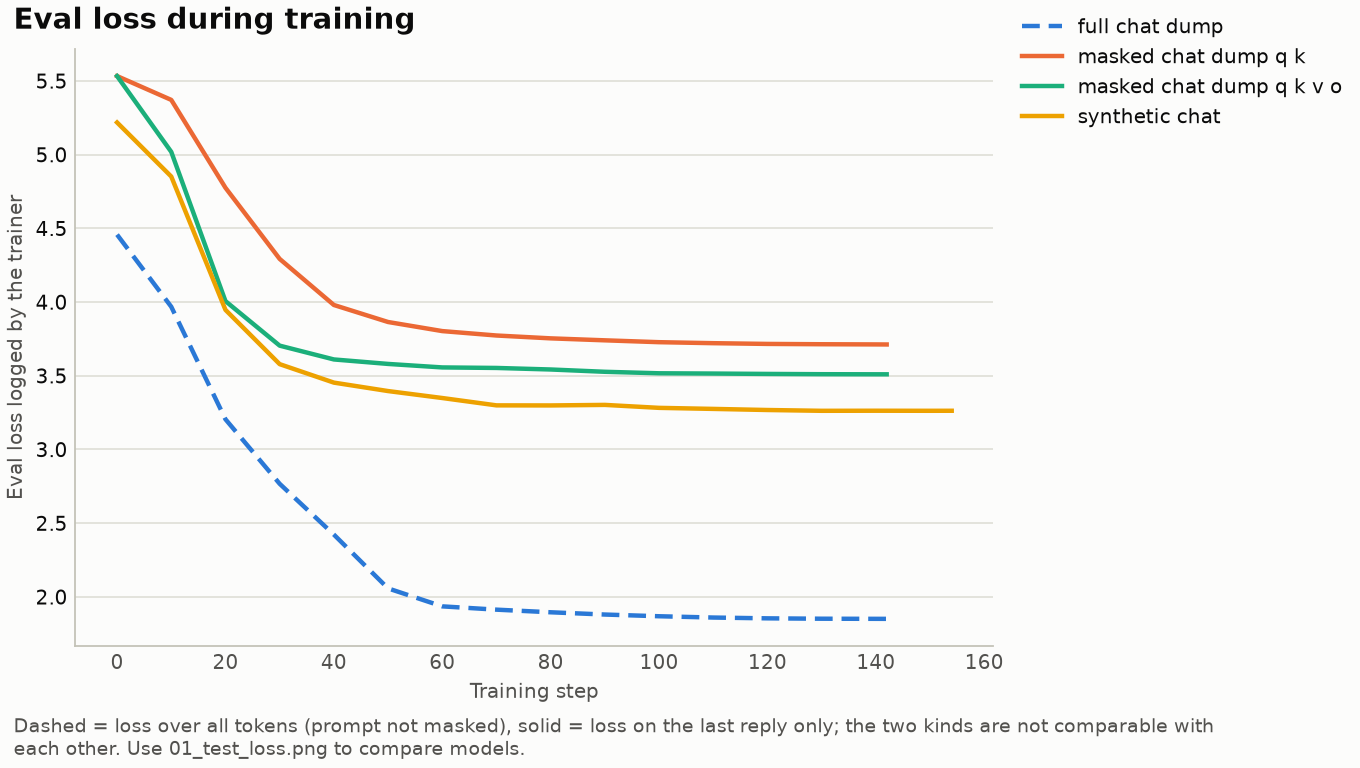 Eval loss during training
full chat dump
masked chat dump q k
masked chat dump q k v o
synthetic chat
Eval loss logged by the trainer
5.5
5.0
4.5
4.0
3.5
3.0
2.5
2.0
0 20 40 60 80 100 120 140 160
Training step
Dashed = loss over all tokens (prompt not masked), solid = loss on the last reply only; the two kinds are not comparable with
each other. Use 01_test_loss.png to compare models.